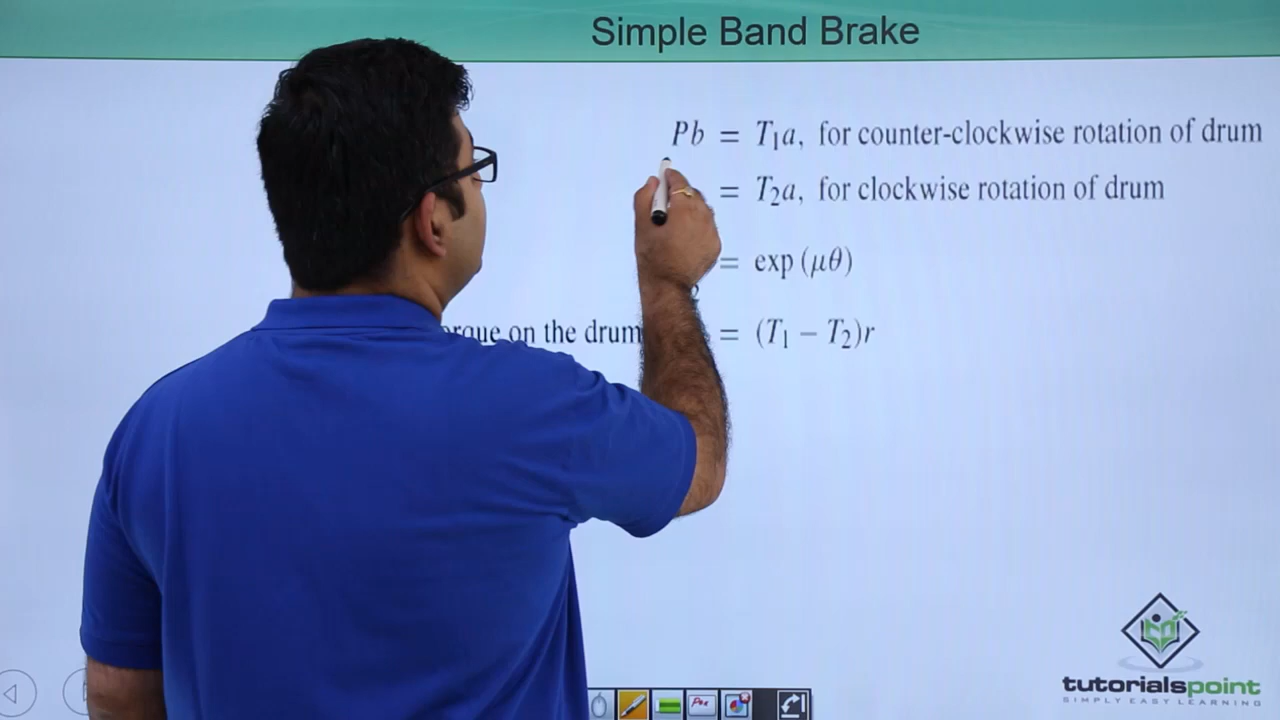 Simple Band Brake
Pb = T₁a, for counter-clockwise rotation of drum
= T₂a, for clockwise rotation of drum
= exp (μθ)
on the drum = (T₁ − T₂)r
tutorialspoint
SIMPLY EASY LEARNING